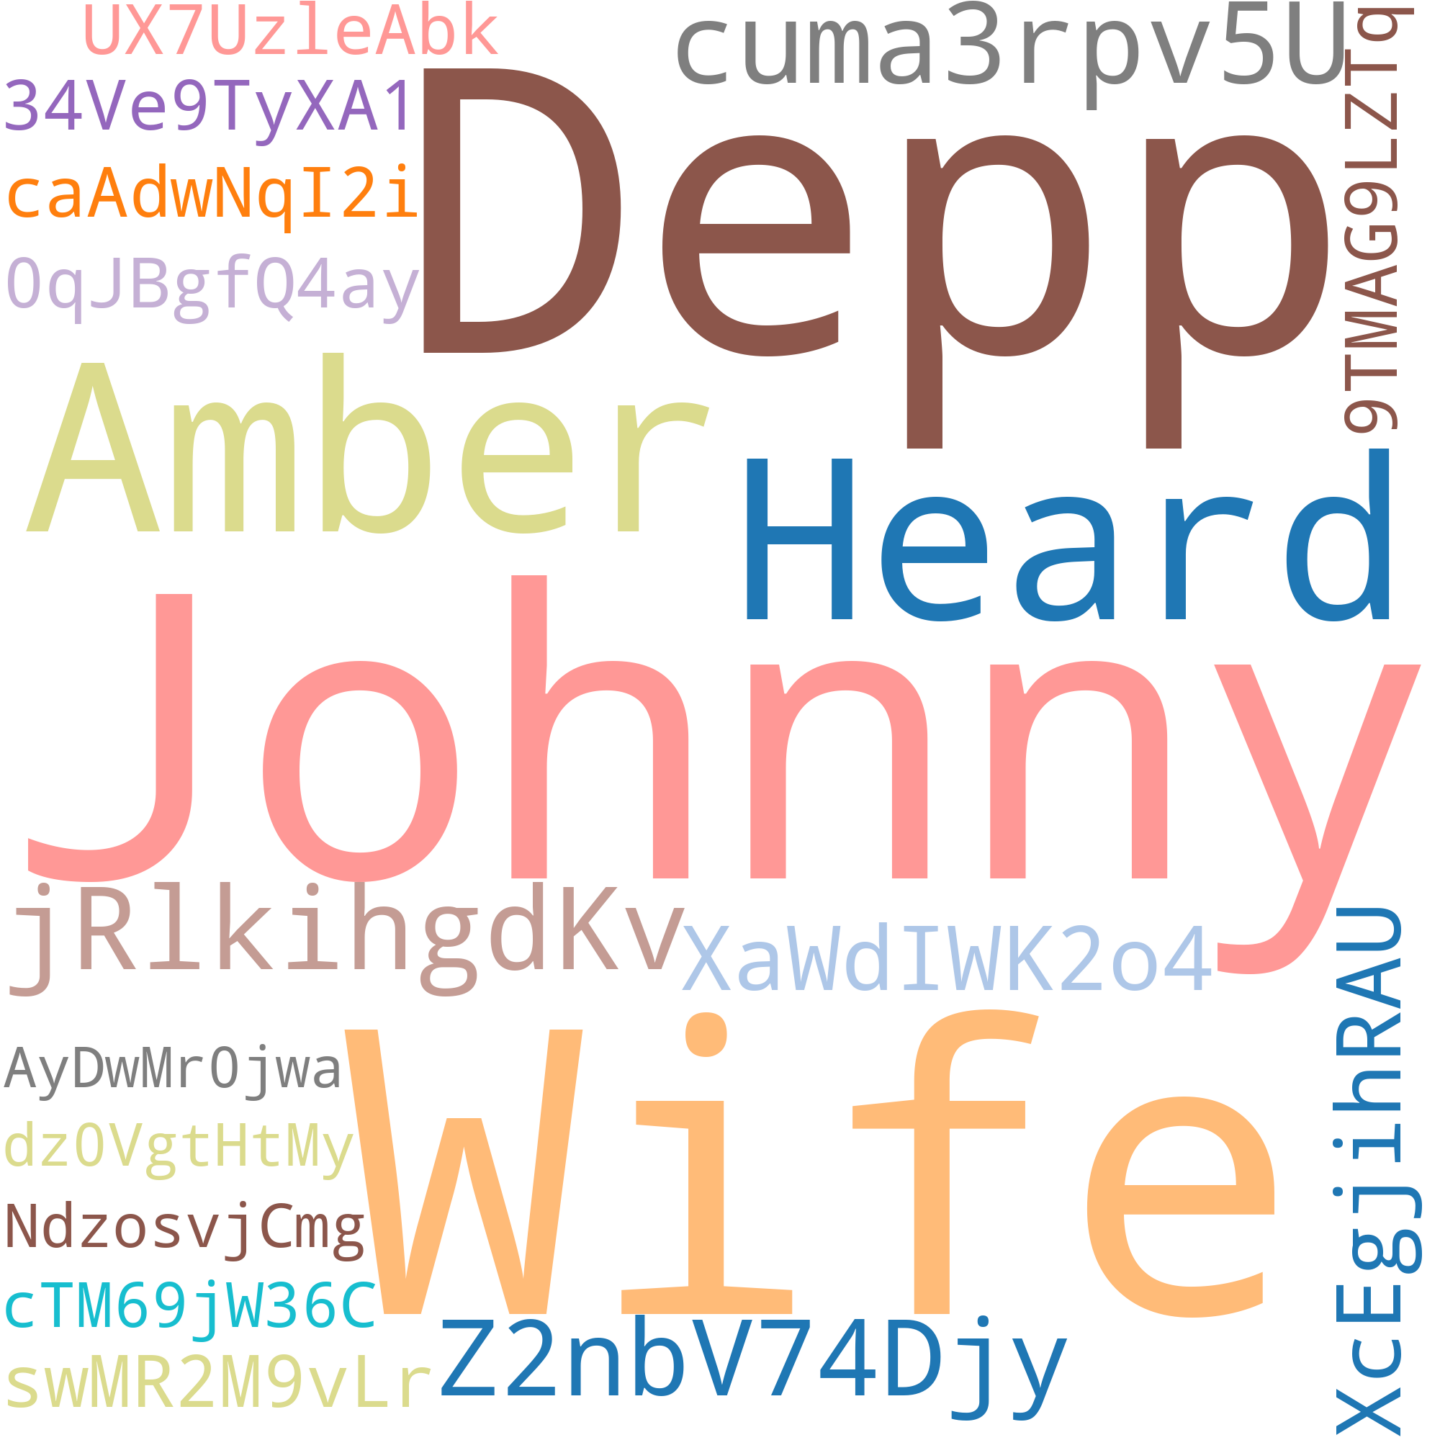 UX7UzleAbk
cuma3rpv5U
34Ve9TyXA1
Depp
9TMAG9LZTq
caAdwNqI2i
0qJBgfQ4ay
Amber
Heard
Johnny
jRlkihgdKv
XaWdIWK2o4
XcEgjihRAU
Wife
AyDwMr0jwa
dz0VgtHtMy
NdzosvjCmg
cTM69jW36C
Z2nbV74Djy
swMR2M9vLr